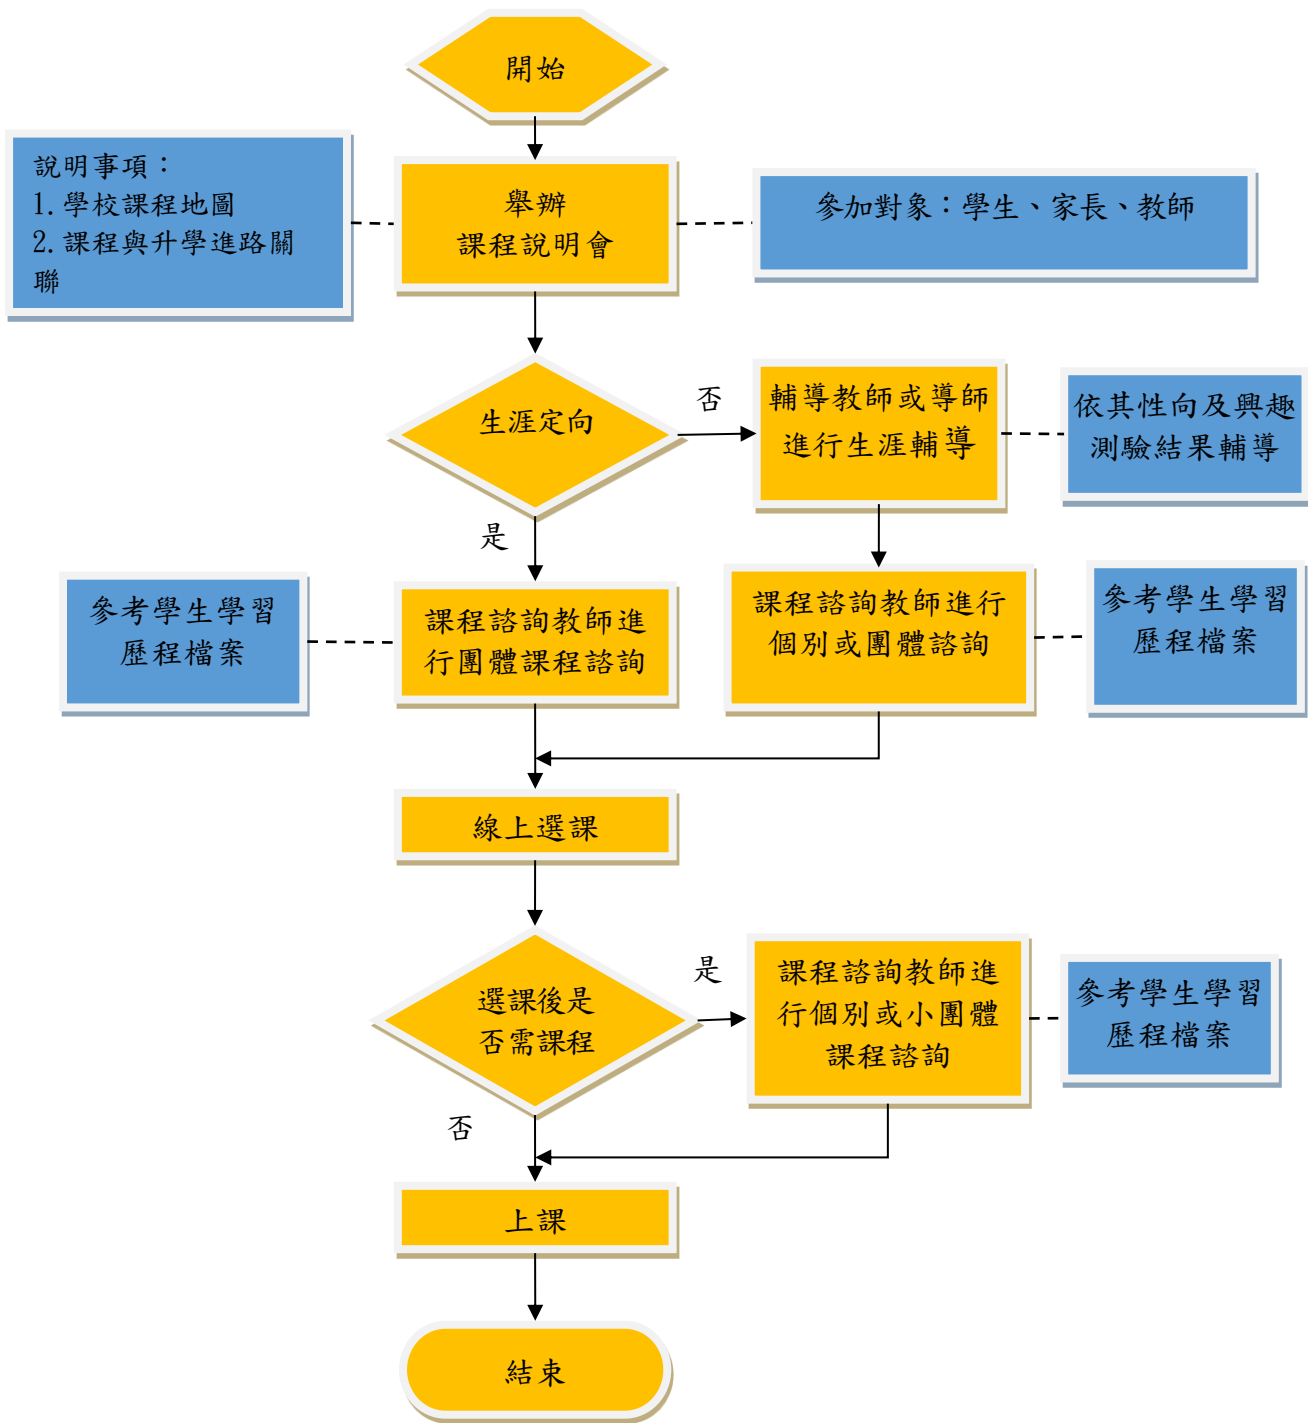 開始
說明事項：
1. 學校課程地圖
2. 課程與升學進路關
聯
舉辦
課程說明會
參加對象：學生、家長、教師
生涯定向
否
輔導教師或導師
進行生涯輔導
依其性向及興趣
測驗結果輔導
是
參考學生學習
歷程檔案
課程諮詢教師進
行團體課程諮詢
課程諮詢教師進行
個別或團體諮詢
參考學生學習
歷程檔案
線上選課
選課後是
否需課程
是
課程諮詢教師進
行個別或小團體
課程諮詢
參考學生學習
歷程檔案
否
上課
結束